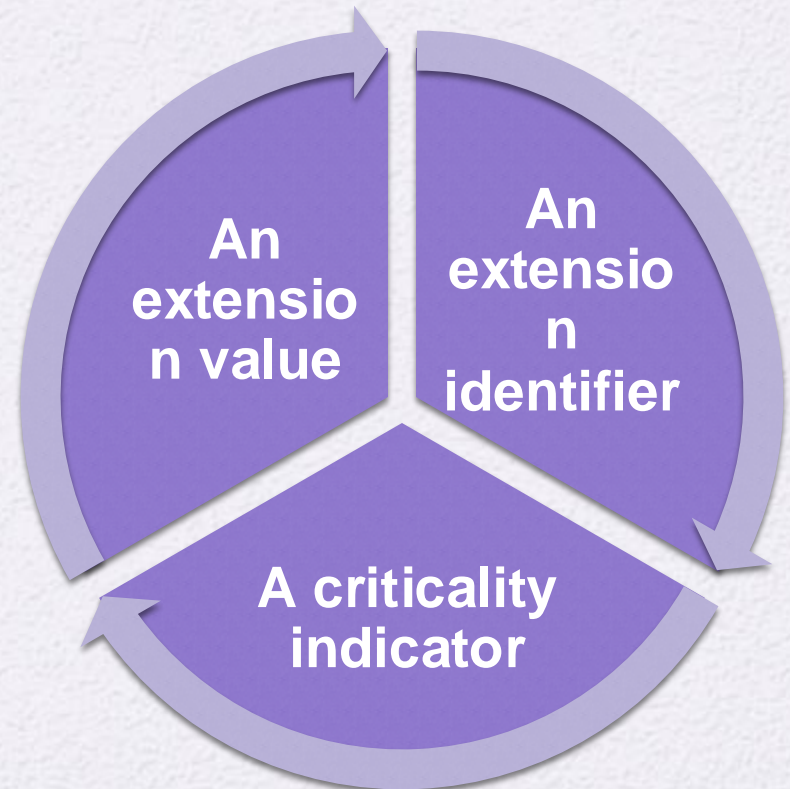 An
extensio
n value
An
extensio
n
identifier
A criticality
indicator